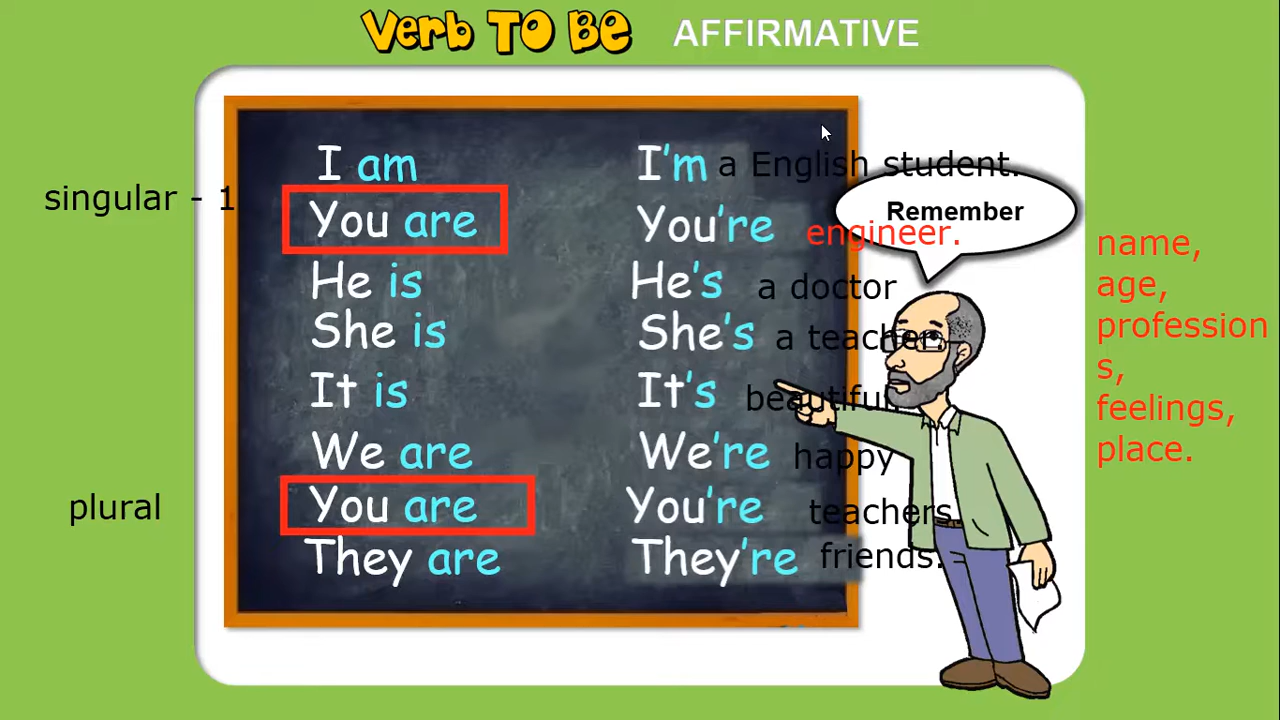 Verb TO BE AFFIRMATIVE
I am I'm a English student.
singular - 1
You are You're engineer.
Remember
He is He's a doctor
She is She's a teacher
It is It's beautiful
We are We're happy
plural
You are You're teachers
They are They're friends.
name,
age,
profession
s,
feelings,
place.